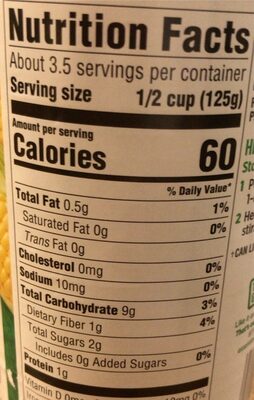 Nutrition Facts
About 3.5 servings per container
Serving size 1/2 cup (125g)
Amount per serving
Calories 60
% Daily Value*
Total Fat 0.5g 1%
Saturated Fat 0g 0%
Trans Fat 0g
Cholesterol 0mg 0%
Sodium 10mg 0%
Total Carbohydrate 9g 3%
Dietary Fiber 1g 4%
Total Sugars 2g
Includes 0g Added Sugars 0%
Protein 1g
Vitamin D 0m